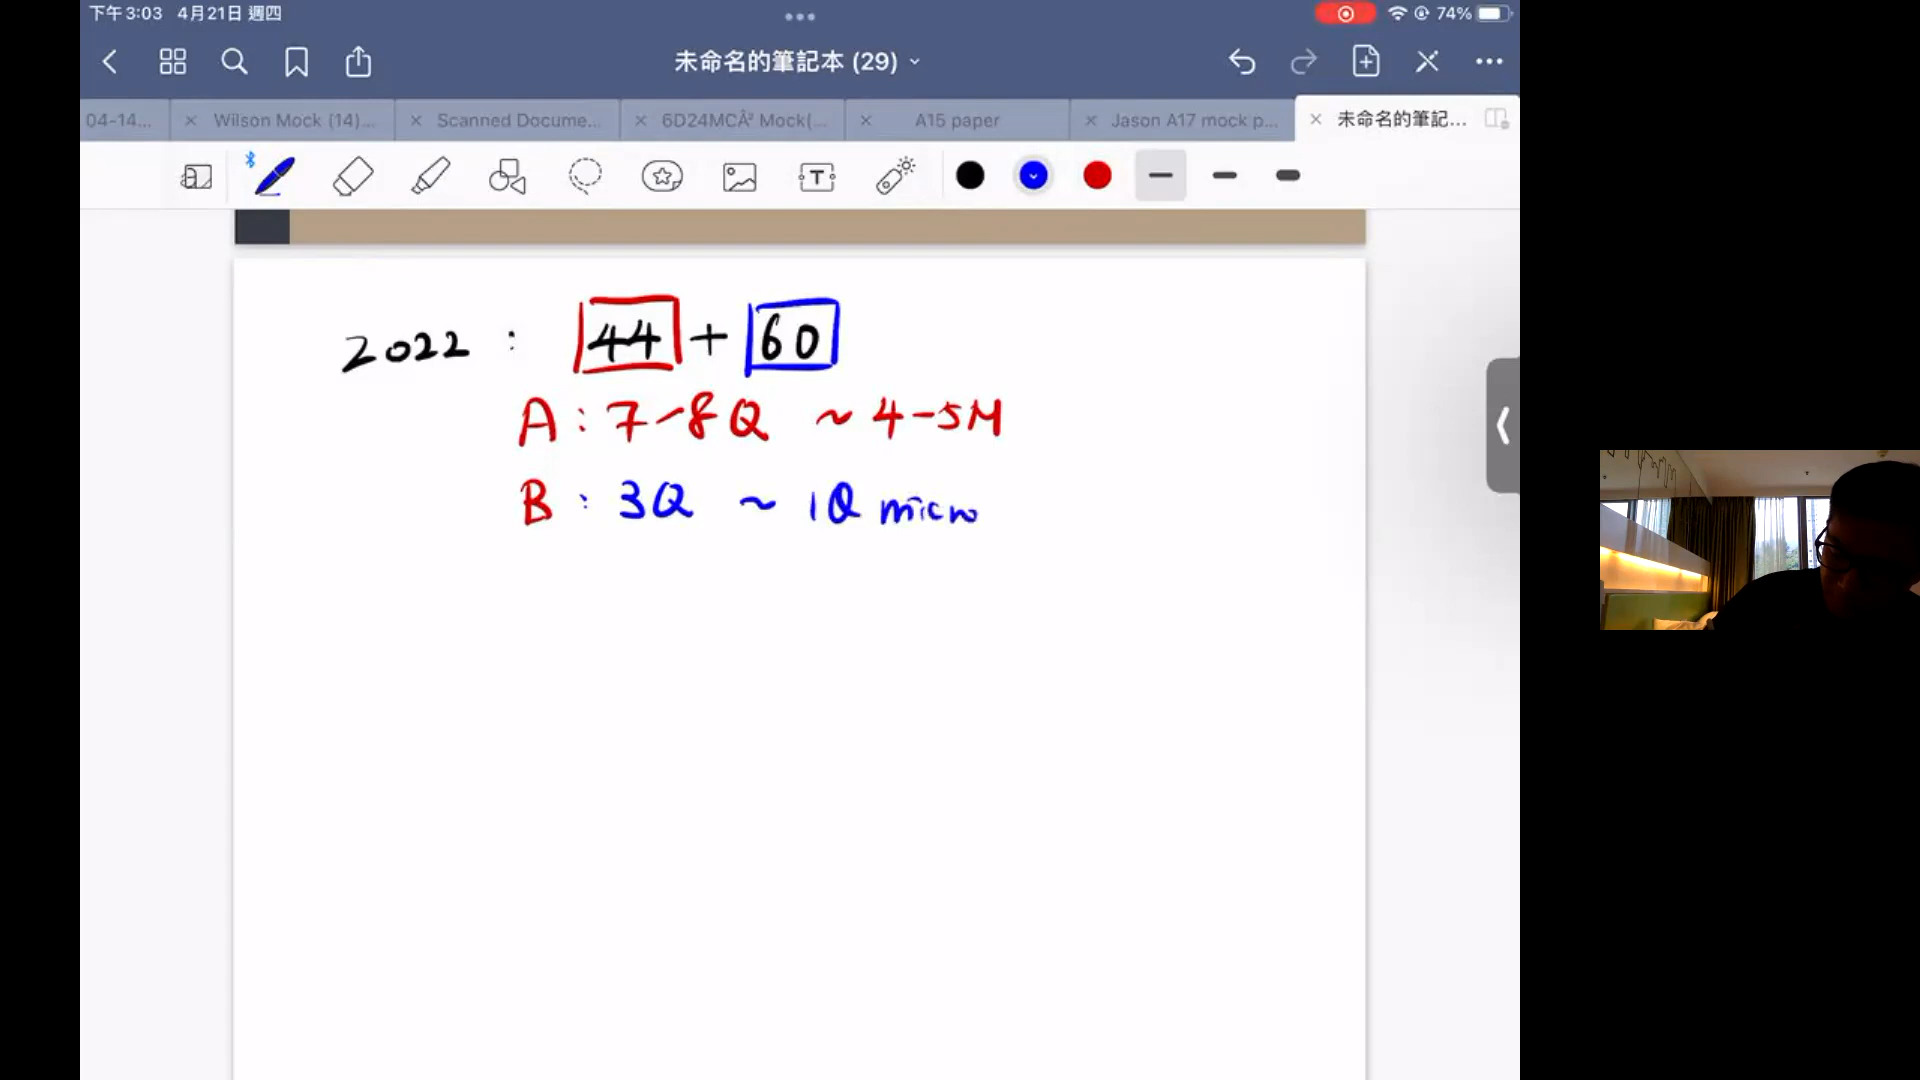 下午3:03 4月21日 週四
74%
未命名的筆記本 (29)
04-14...
Wilson Mock (14)...
Scanned Docume...
6D24MCÂ² Mock(...
A15 paper
Jason A17 mock p...
未命名的筆記...
2022 : 44 + 60
A : 7~8Q ~ 4-5M
B : 3Q ~ 1Q micro